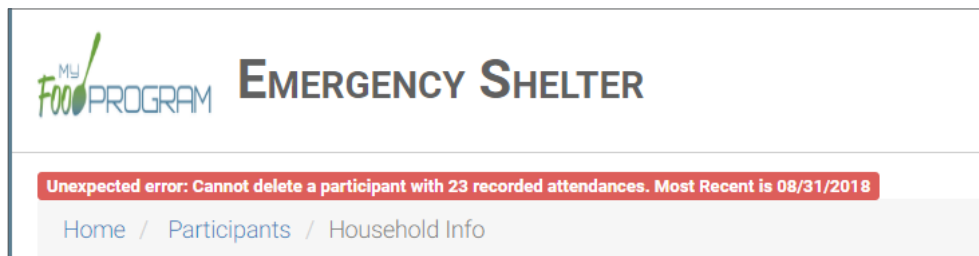 MY
FOOD PROGRAM
EMERGENCY SHELTER
Unexpected error: Cannot delete a participant with 23 recorded attendances. Most Recent is 08/31/2018
Home / Participants / Household Info